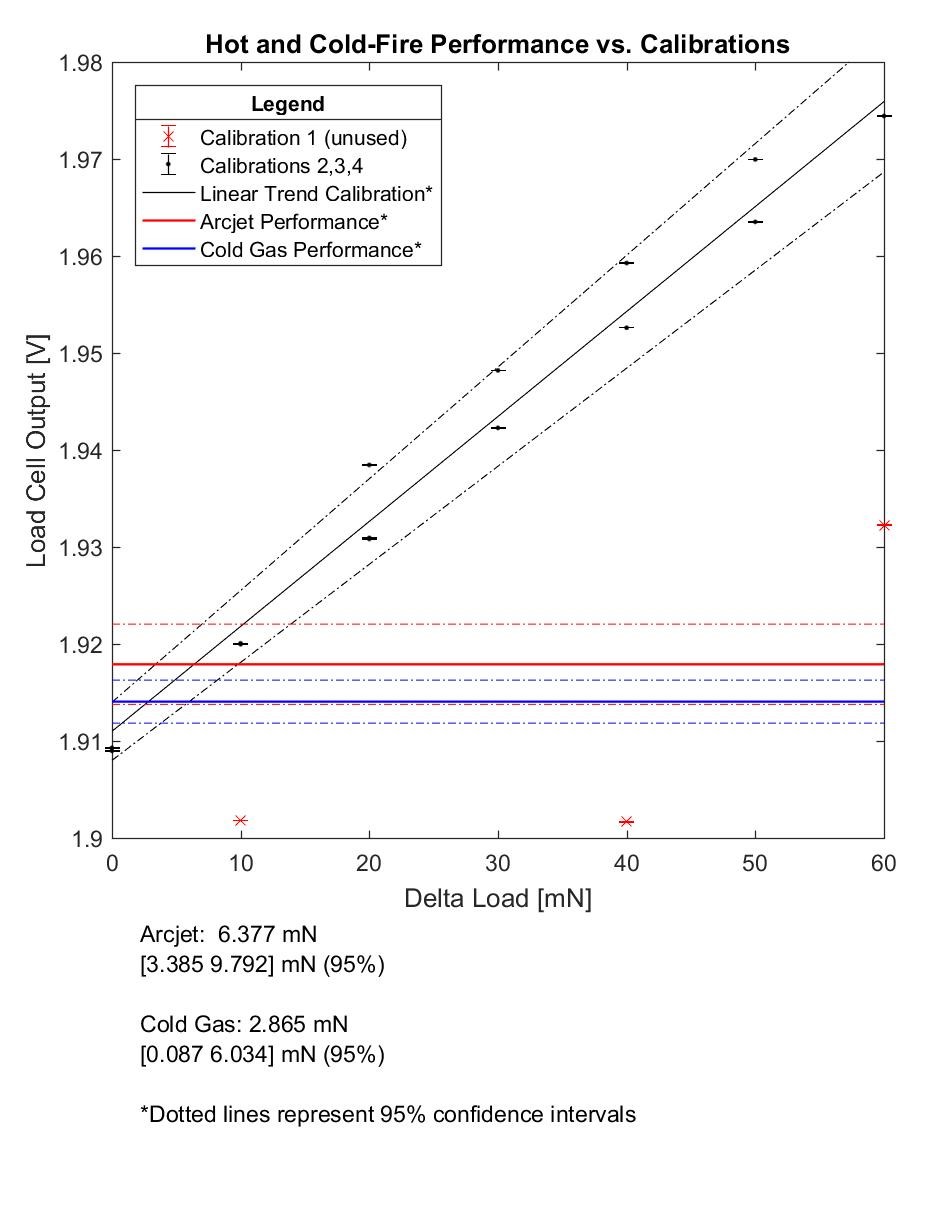 Hot and Cold-Fire Performance vs. Calibrations
1.98
1.97
1.96
1.95
1.94
1.93
1.92
1.91
1.9
Load Cell Output [V]
Legend
Calibration 1 (unused)
Calibrations 2,3,4
Linear Trend Calibration*
Arcjet Performance*
Cold Gas Performance*
0 10 20 30 40 50 60
Delta Load [mN]
Arcjet:  6.377 mN
[3.385 9.792] mN (95%)
Cold Gas: 2.865 mN
[0.087 6.034] mN (95%)
*Dotted lines represent 95% confidence intervals